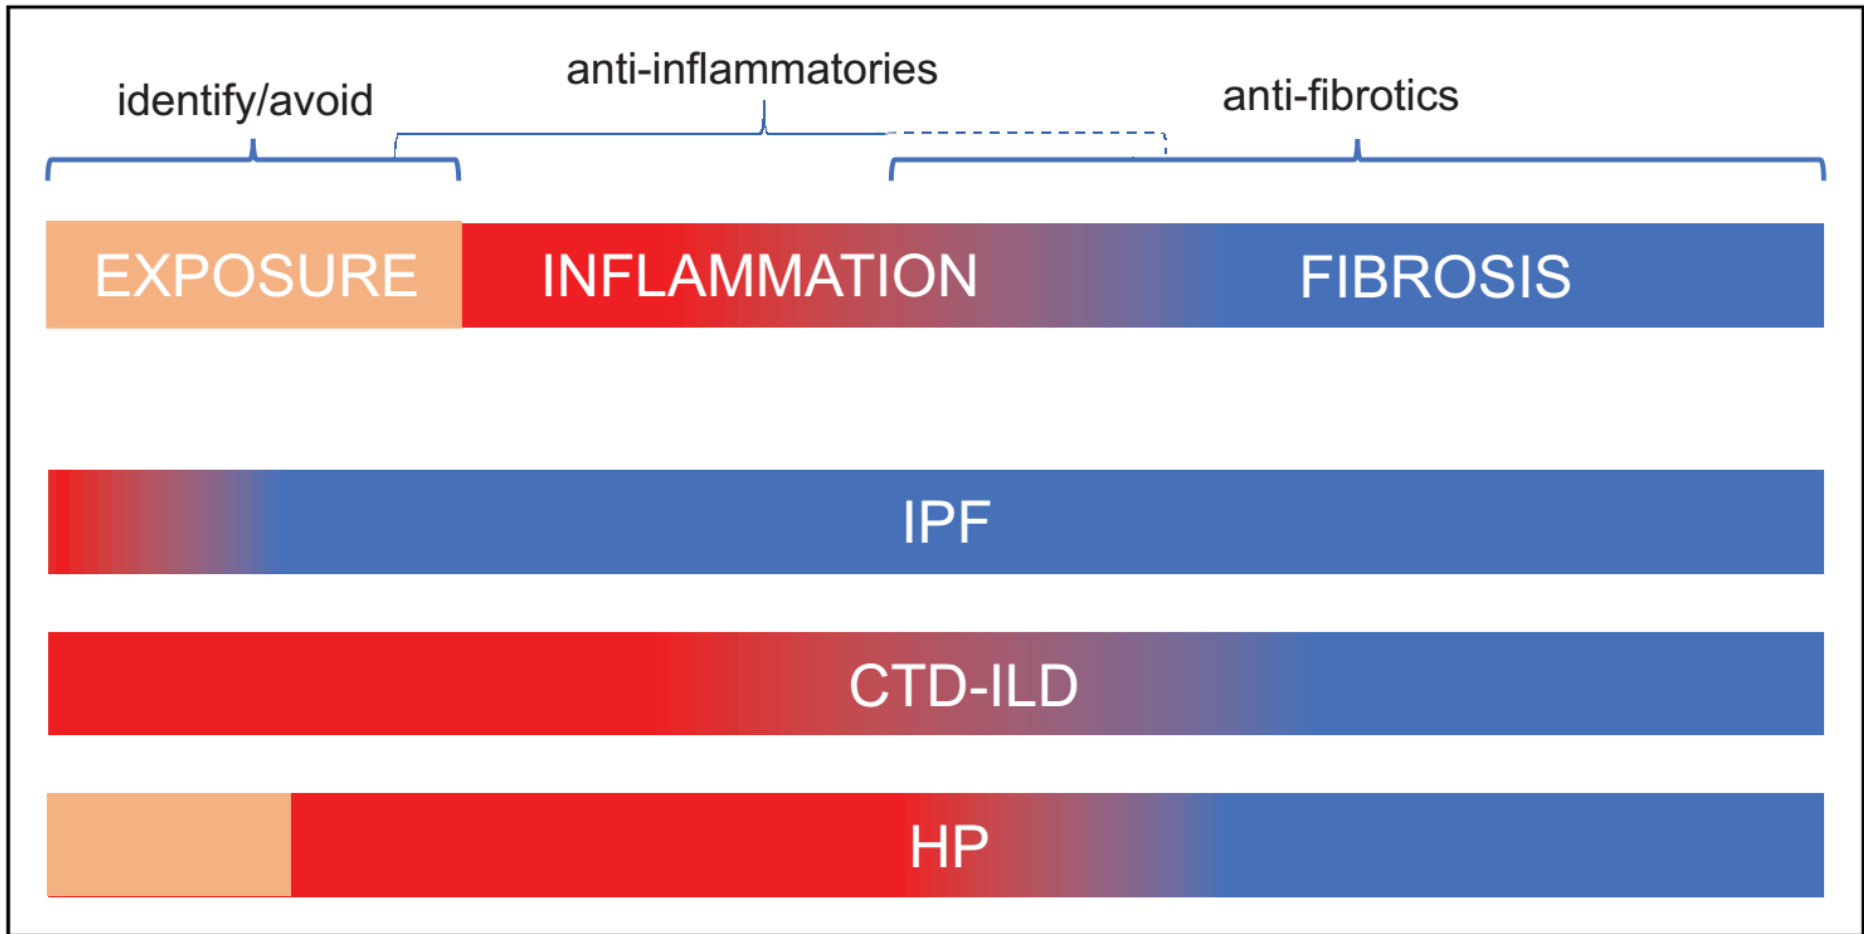 identify/avoid
anti-inflammatories
anti-fibrotics
EXPOSURE
INFLAMMATION
FIBROSIS
IPF
CTD-ILD
HP